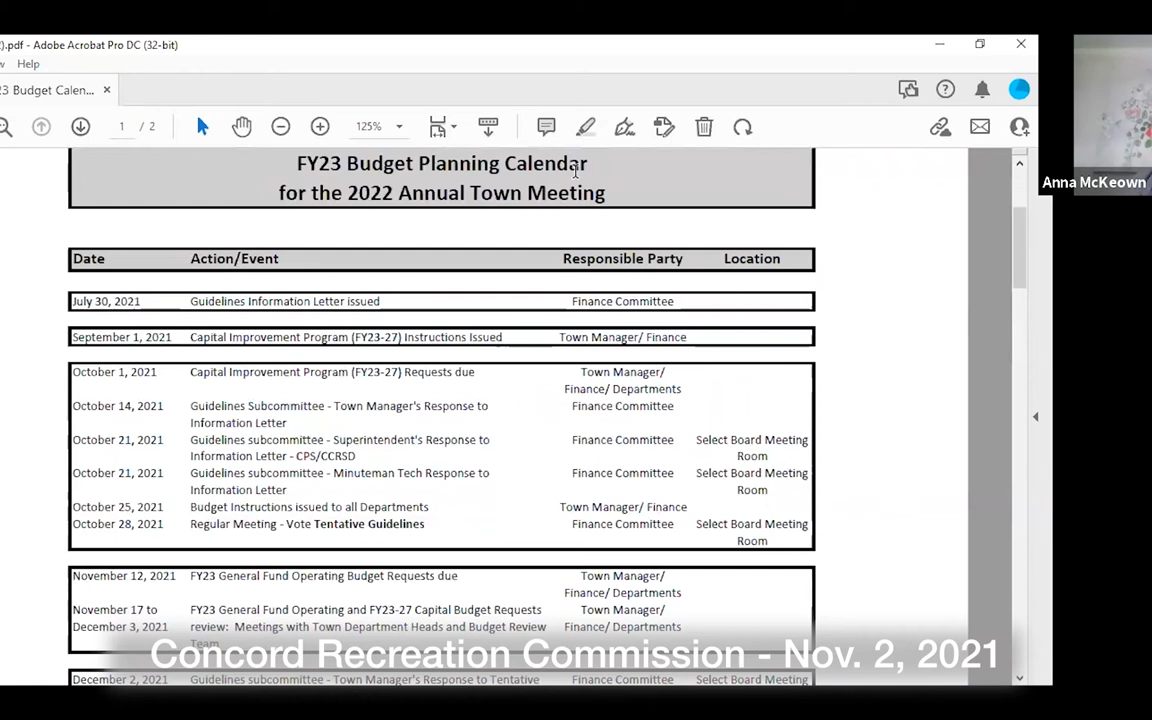 ).pdf - Adobe Acrobat Pro DC (32-bit)
w Help
23 Budget Calen... ×
1 / 2 125%
FY23 Budget Planning Calendar
for the 2022 Annual Town Meeting
Anna McKeown
Date Action/Event Responsible Party Location
July 30, 2021 Guidelines Information Letter issued Finance Committee
September 1, 2021 Capital Improvement Program (FY23-27) Instructions Issued Town Manager/ Finance
October 1, 2021 Capital Improvement Program (FY23-27) Requests due Town Manager/
Finance/ Departments
October 14, 2021 Guidelines Subcommittee - Town Manager's Response to Finance Committee
Information Letter
October 21, 2021 Guidelines subcommittee - Superintendent's Response to Finance Committee Select Board Meeting
Information Letter - CPS/CCRSD Room
October 21, 2021 Guidelines subcommittee - Minuteman Tech Response to Finance Committee Select Board Meeting
Information Letter Room
October 25, 2021 Budget Instructions issued to all Departments Town Manager/ Finance
October 28, 2021 Regular Meeting - Vote Tentative Guidelines Finance Committee Select Board Meeting
Room
November 12, 2021 FY23 General Fund Operating Budget Requests due Town Manager/
Finance/ Departments
November 17 to FY23 General Fund Operating and FY23-27 Capital Budget Requests Town Manager/
December 3, 2021 review: Meetings with Town Department Heads and Budget Review Finance/ Departments
Team
Concord Recreation Commission - Nov. 2, 2021
December 2, 2021 Guidelines subcommittee - Town Manager's Response to Tentative Finance Committee Select Board Meeting